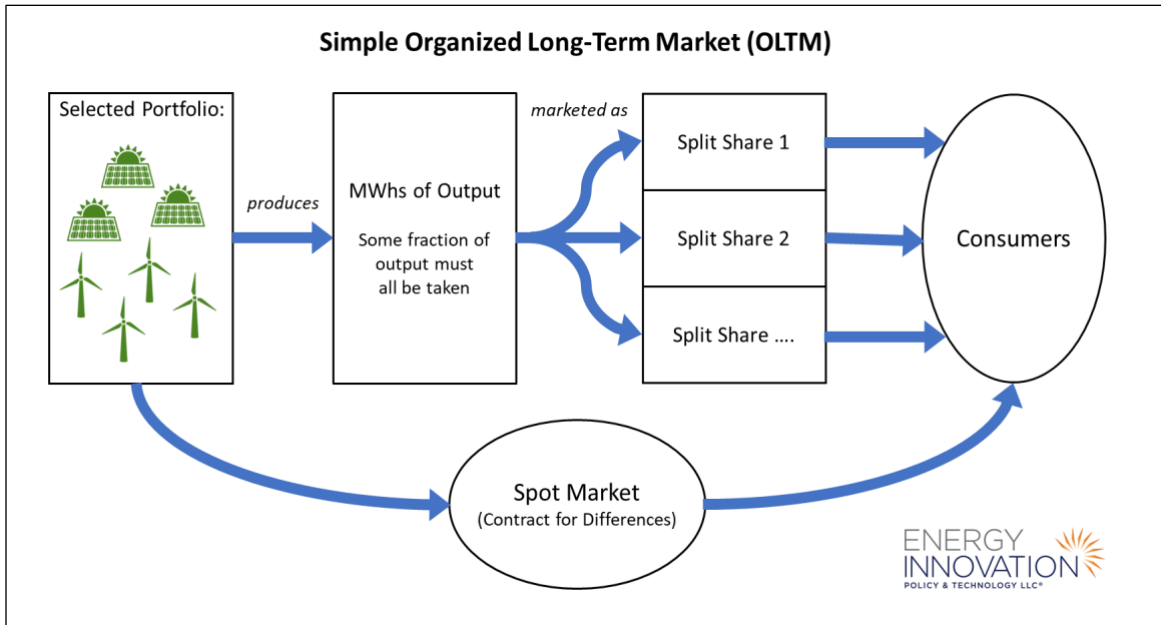 Simple Organized Long-Term Market (OLTM)
Selected Portfolio:
produces
MWhs of Output
Some fraction of
output must
all be taken
marketed as
Split Share 1
Split Share 2
Split Share ....
Consumers
Spot Market
(Contract for Differences)
ENERGY
INNOVATION
POLICY & TECHNOLOGY LLC®